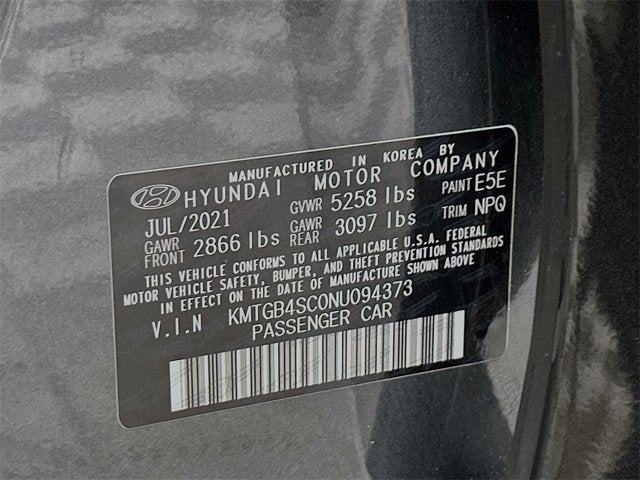 MANUFACTURED IN KOREA BY
HYUNDAI MOTOR COMPANY
JUL/2021 GVWR 5258 lbs PAINT E5E
GAWR FRONT 2866 lbs GAWR REAR 3097 lbs TRIM NPQ
THIS VEHICLE CONFORMS TO ALL APPLICABLE U.S.A. FEDERAL
MOTOR VEHICLE SAFETY, BUMPER, AND THEFT PREVENTION STANDARDS
IN EFFECT ON THE DATE OF MANUFACTURE SHOWN ABOVE
V.I.N KMTGB4SC0NU094373
PASSENGER CAR